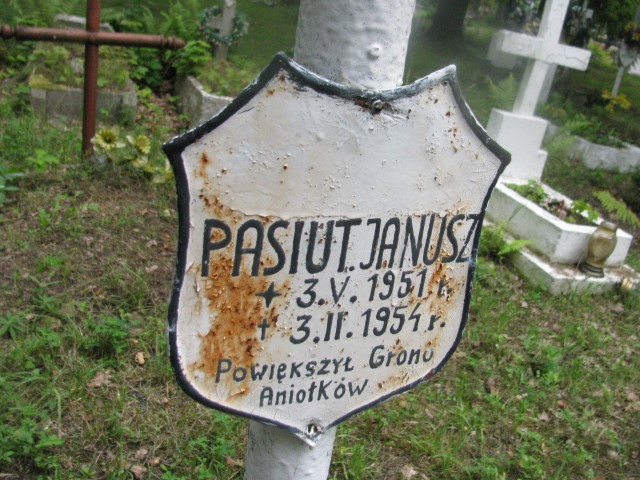 PASIUT. JANUSZ
★ 3.V. 1951 r.
† 3.II. 1954 r.
Powiększył Grono
Aniołków